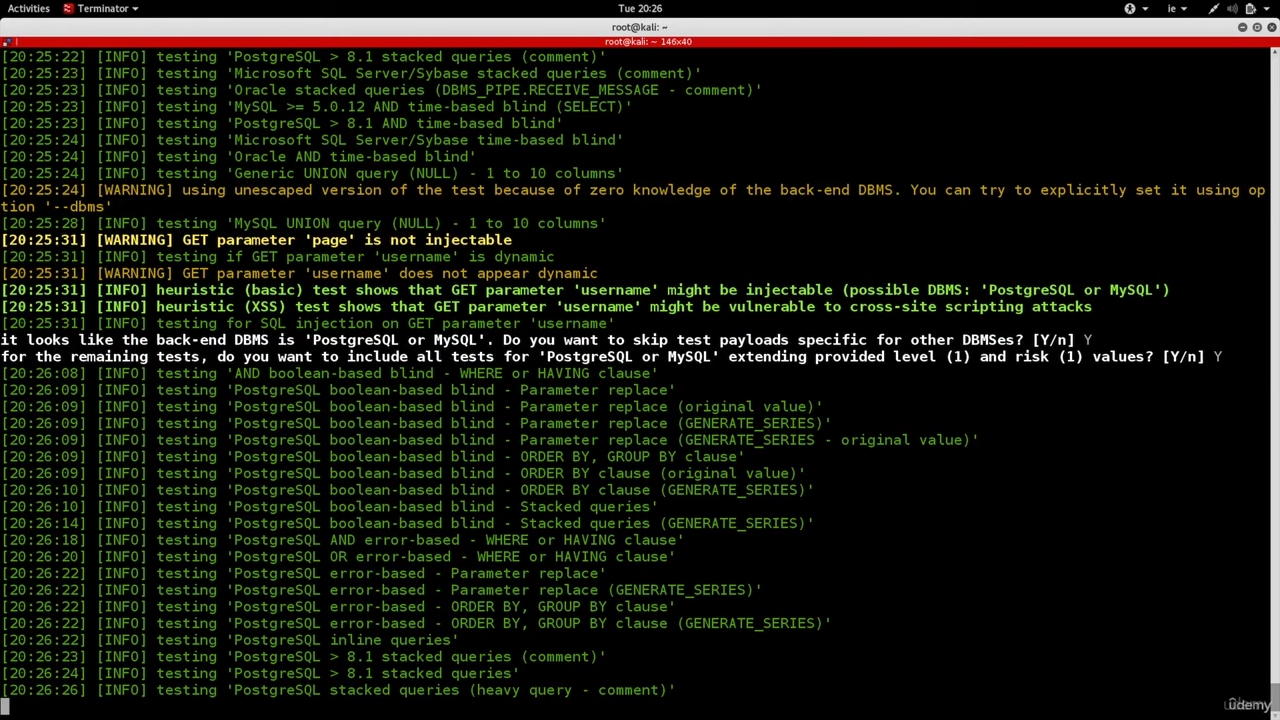 Activities Terminator Tue 20:26 ie
root@kali: ~
root@kali: ~ 146x40
[20:25:22] [INFO] testing 'PostgreSQL > 8.1 stacked queries (comment)'
[20:25:23] [INFO] testing 'Microsoft SQL Server/Sybase stacked queries (comment)'
[20:25:23] [INFO] testing 'Oracle stacked queries (DBMS_PIPE.RECEIVE_MESSAGE - comment)'
[20:25:23] [INFO] testing 'MySQL >= 5.0.12 AND time-based blind (SELECT)'
[20:25:23] [INFO] testing 'PostgreSQL > 8.1 AND time-based blind'
[20:25:24] [INFO] testing 'Microsoft SQL Server/Sybase time-based blind'
[20:25:24] [INFO] testing 'Oracle AND time-based blind'
[20:25:24] [INFO] testing 'Generic UNION query (NULL) - 1 to 10 columns'
[20:25:24] [WARNING] using unescaped version of the test because of zero knowledge of the back-end DBMS. You can try to explicitly set it using op
tion '--dbms'
[20:25:28] [INFO] testing 'MySQL UNION query (NULL) - 1 to 10 columns'
[20:25:31] [WARNING] GET parameter 'page' is not injectable
[20:25:31] [INFO] testing if GET parameter 'username' is dynamic
[20:25:31] [WARNING] GET parameter 'username' does not appear dynamic
[20:25:31] [INFO] heuristic (basic) test shows that GET parameter 'username' might be injectable (possible DBMS: 'PostgreSQL or MySQL')
[20:25:31] [INFO] heuristic (XSS) test shows that GET parameter 'username' might be vulnerable to cross-site scripting attacks
[20:25:31] [INFO] testing for SQL injection on GET parameter 'username'
it looks like the back-end DBMS is 'PostgreSQL or MySQL'. Do you want to skip test payloads specific for other DBMSes? [Y/n] Y
for the remaining tests, do you want to include all tests for 'PostgreSQL or MySQL' extending provided level (1) and risk (1) values? [Y/n] Y
[20:26:08] [INFO] testing 'AND boolean-based blind - WHERE or HAVING clause'
[20:26:09] [INFO] testing 'PostgreSQL boolean-based blind - Parameter replace'
[20:26:09] [INFO] testing 'PostgreSQL boolean-based blind - Parameter replace (original value)'
[20:26:09] [INFO] testing 'PostgreSQL boolean-based blind - Parameter replace (GENERATE_SERIES)'
[20:26:09] [INFO] testing 'PostgreSQL boolean-based blind - Parameter replace (GENERATE_SERIES - original value)'
[20:26:09] [INFO] testing 'PostgreSQL boolean-based blind - ORDER BY, GROUP BY clause'
[20:26:09] [INFO] testing 'PostgreSQL boolean-based blind - ORDER BY clause (original value)'
[20:26:10] [INFO] testing 'PostgreSQL boolean-based blind - ORDER BY clause (GENERATE_SERIES)'
[20:26:10] [INFO] testing 'PostgreSQL boolean-based blind - Stacked queries'
[20:26:14] [INFO] testing 'PostgreSQL boolean-based blind - Stacked queries (GENERATE_SERIES)'
[20:26:18] [INFO] testing 'PostgreSQL AND error-based - WHERE or HAVING clause'
[20:26:20] [INFO] testing 'PostgreSQL OR error-based - WHERE or HAVING clause'
[20:26:22] [INFO] testing 'PostgreSQL error-based - Parameter replace'
[20:26:22] [INFO] testing 'PostgreSQL error-based - Parameter replace (GENERATE_SERIES)'
[20:26:22] [INFO] testing 'PostgreSQL error-based - ORDER BY, GROUP BY clause'
[20:26:22] [INFO] testing 'PostgreSQL error-based - ORDER BY, GROUP BY clause (GENERATE_SERIES)'
[20:26:22] [INFO] testing 'PostgreSQL inline queries'
[20:26:23] [INFO] testing 'PostgreSQL > 8.1 stacked queries (comment)'
[20:26:24] [INFO] testing 'PostgreSQL > 8.1 stacked queries'
[20:26:26] [INFO] testing 'PostgreSQL stacked queries (heavy query - comment)'
ûdemy